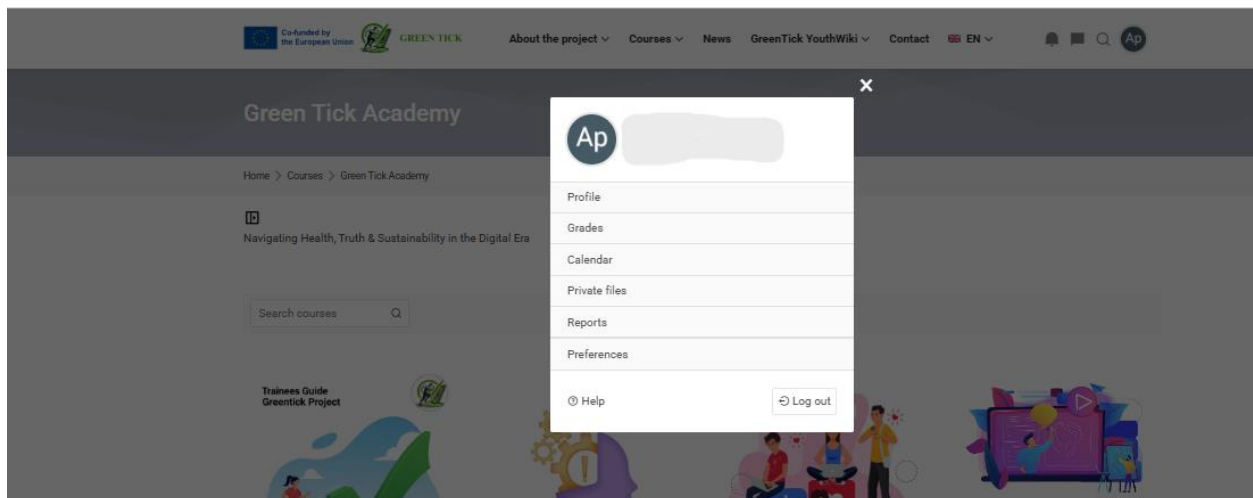 Co-funded by
the European Union
GREEN TICK
About the project
Courses
News
GreenTick YouthWiki
Contact
EN
Ap
Green Tick Academy
Ap
Home > Courses > Green Tick Academy
Profile
Navigating Health, Truth & Sustainability in the Digital Era
Grades
Calendar
Private files
Search courses
Reports
Preferences
Trainees Guide
Greentick Project
Help
Log out